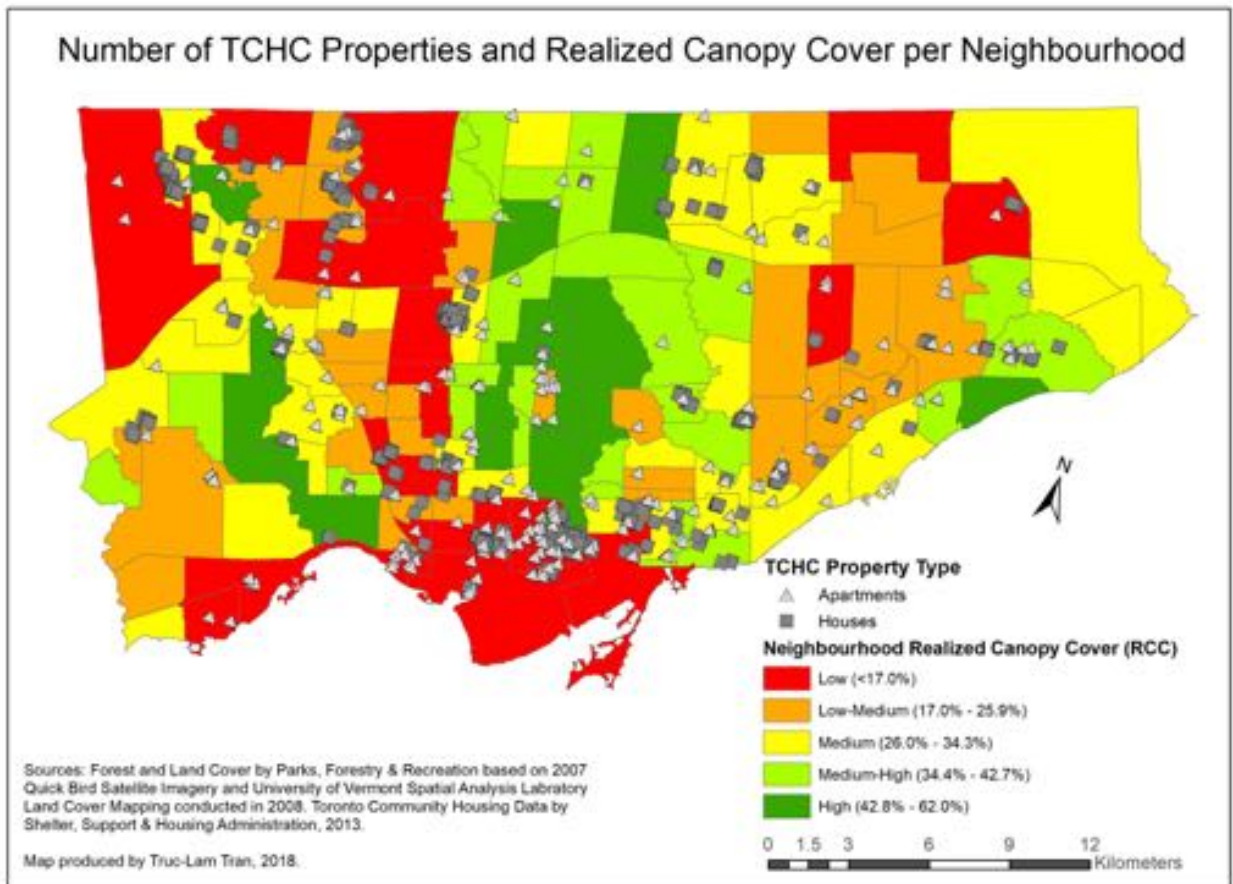 Number of TCHC Properties and Realized Canopy Cover per Neighbourhood
N
TCHC Property Type
Apartments
Houses
Neighbourhood Realized Canopy Cover (RCC)
Low (<17.0%)
Low-Medium (17.0% - 25.9%)
Medium (26.0% - 34.3%)
Medium-High (34.4% - 42.7%)
High (42.8% - 62.0%)
Sources: Forest and Land Cover by Parks, Forestry & Recreation based on 2007
Quick Bird Satellite Imagery and University of Vermont Spatial Analysis Labratory
Land Cover Mapping conducted in 2008. Toronto Community Housing Data by
Shelter, Support & Housing Administration, 2013.
Map produced by Truc-Lam Tran, 2018.
0 1.5 3 6 9 12
Kilometers